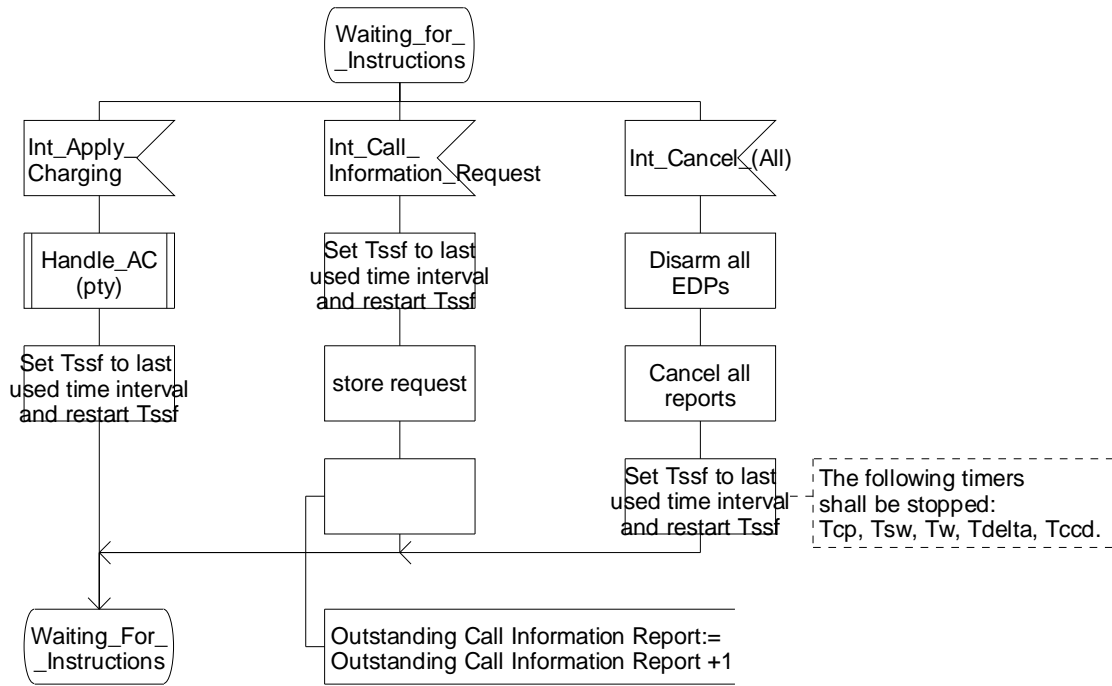 Waiting_for_
_Instructions
Int_Apply_
Charging
Int_Call_
Information_Request
Int_Cancel_(All)
Handle_AC
(pty)
Set Tssf to last
used time interval
and restart Tssf
Disarm all
EDPs
Set Tssf to last
used time interval
and restart Tssf
store request
Cancel all
reports
Set Tssf to last
used time interval
and restart Tssf
The following timers
shall be stopped:
Tcp, Tsw, Tw, Tdelta, Tccd.
Waiting_For_
_Instructions
Outstanding Call Information Report:=
Outstanding Call Information Report +1